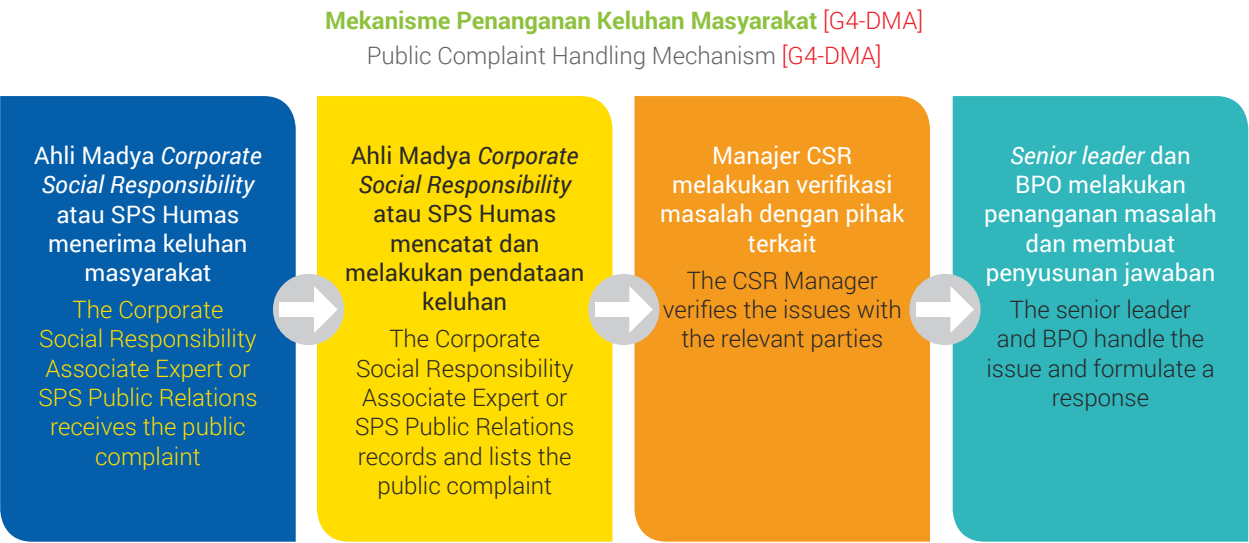 Mekanisme Penanganan Keluhan Masyarakat [G4-DMA]
Public Complaint Handling Mechanism [G4-DMA]
Ahli Madya Corporate
Social Responsibility
atau SPS Humas
menerima keluhan
masyarakat
The Corporate
Social Responsibility
Associate Expert or
SPS Public Relations
receives the public
complaint
Ahli Madya Corporate
Social Responsibility
atau SPS Humas
mencatat dan
melakukan pendataan
keluhan
The Corporate
Social Responsibility
Associate Expert or
SPS Public Relations
records and lists the
public complaint
Manajer CSR
melakukan verifikasi
masalah dengan pihak
terkait
The CSR Manager
verifies the issues with
the relevant parties
Senior leader dan
BPO melakukan
penanganan masalah
dan membuat
penyusunan jawaban
The senior leader
and BPO handle the
issue and formulate a
response